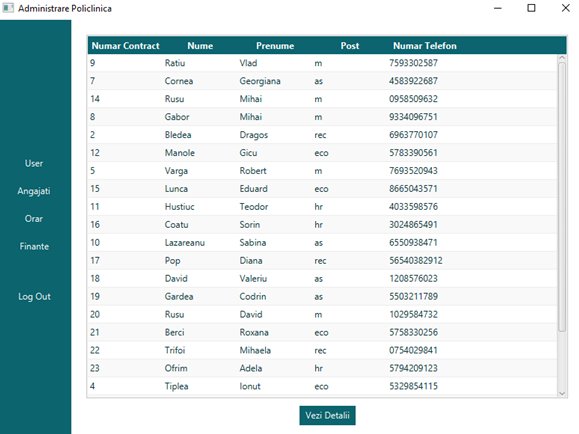 Administrare Policlinica
Numar Contract Nume Prenume Post Numar Telefon
9 Ratiu Vlad m 7593302587
7 Cornea Georgiana as 4583922687
14 Rusu Mihai m 0958509632
8 Gabor Mihai m 9334096751
2 Bledea Dragos rec 6963770107
12 Manole Gicu eco 5783390561
5 Varga Robert m 7693520943
15 Lunca Eduard eco 8665043571
11 Hustiuc Teodor hr 4033598576
16 Coatu Sorin hr 3024865491
10 Lazareanu Sabina as 6550938471
17 Pop Diana rec 56540382912
18 David Valeriu as 1208576023
19 Gardea Codrin as 5503211789
20 Rusu David m 1029584732
21 Berci Roxana eco 5758330256
22 Trifoi Mihaela rec 0754029841
23 Ofrim Adela hr 5794209123
4 Tiplea Ionut eco 5329854115
User
Angajati
Orar
Finante
Log Out
Vezi Detalii